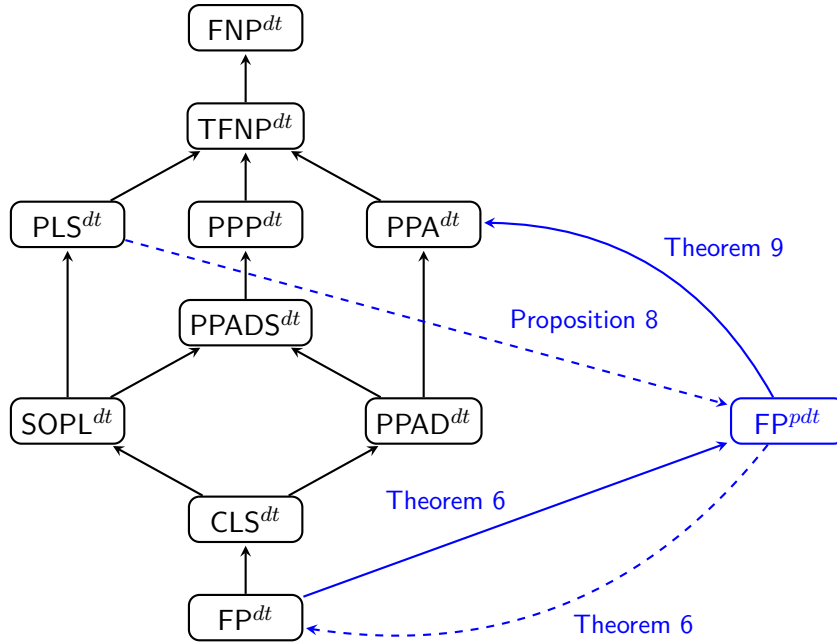 FNP^{dt}
TFNP^{dt}
PLS^{dt} PPP^{dt} PPA^{dt}
Theorem 9
PPADS^{dt} Proposition 8
SOPL^{dt} PPAD^{dt} FP^{pdt}
Theorem 6
CLS^{dt}
FP^{dt}
Theorem 6